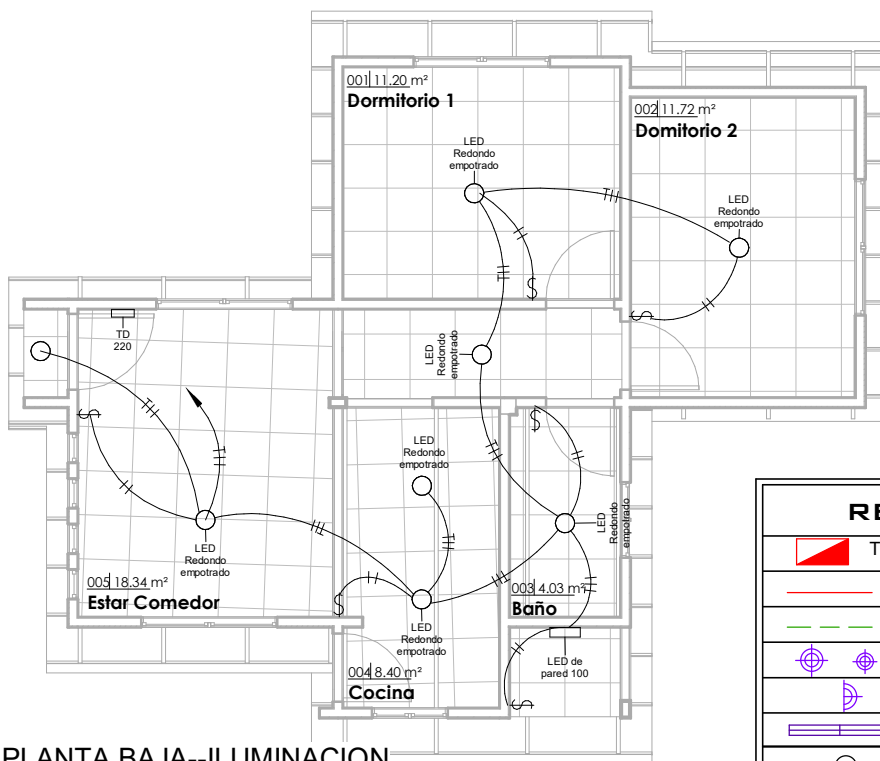 001 11.20 m²
Dormitorio 1
LED
Redondo
empotrado
002 11.72 m²
Domitorio 2
LED
Redondo
empotrado
TD
220
LED
Redondo
empotrado
LED
Redondo
empotrado
LED
Redondo
empotrado
LED
Redondo
empotrado
005 18.34 m²
Estar Comedor
003 4.03 m²
Baño
LED
Redondo
empotrado
LED de
pared 100
004 8.40 m²
Cocina
PLANTA BAJA--ILUMINACION
RE
T